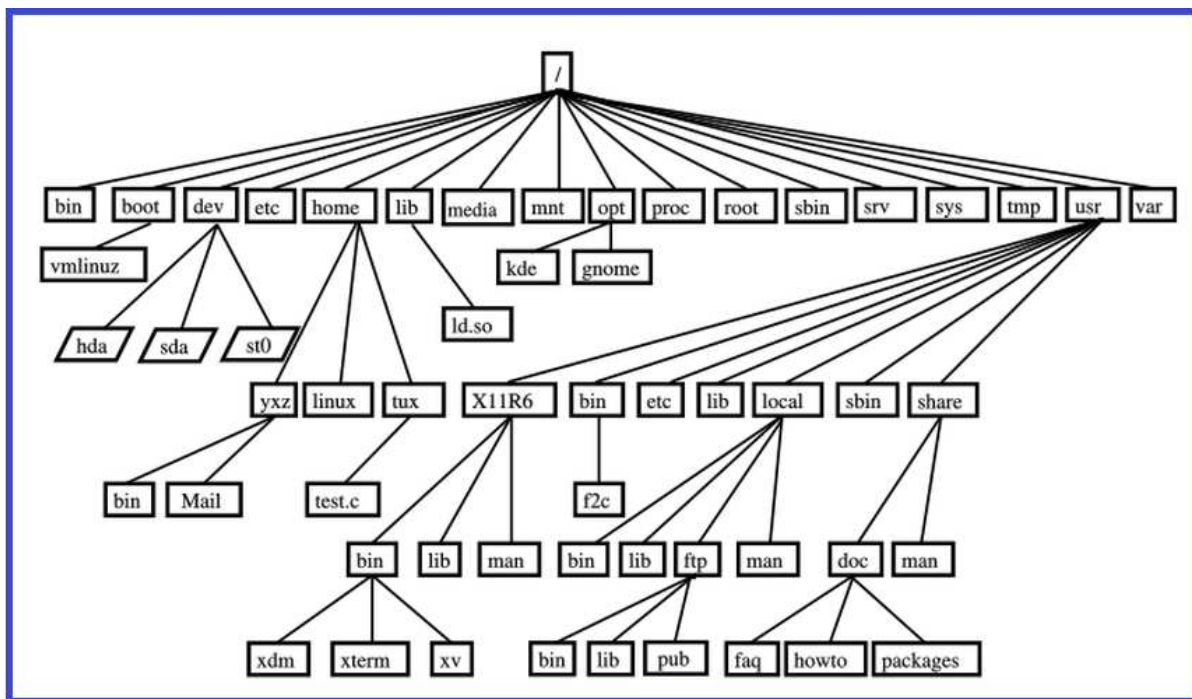 /
bin boot dev etc home lib media mnt opt proc root sbin srv sys tmp usr var
vmlinuz kde gnome
ld.so
hda sda st0
yxz linux tux X11R6 bin etc lib local sbin share
bin Mail test.c f2c
bin lib man bin lib ftp man doc man
xdm xterm xv bin lib pub faq howto packages